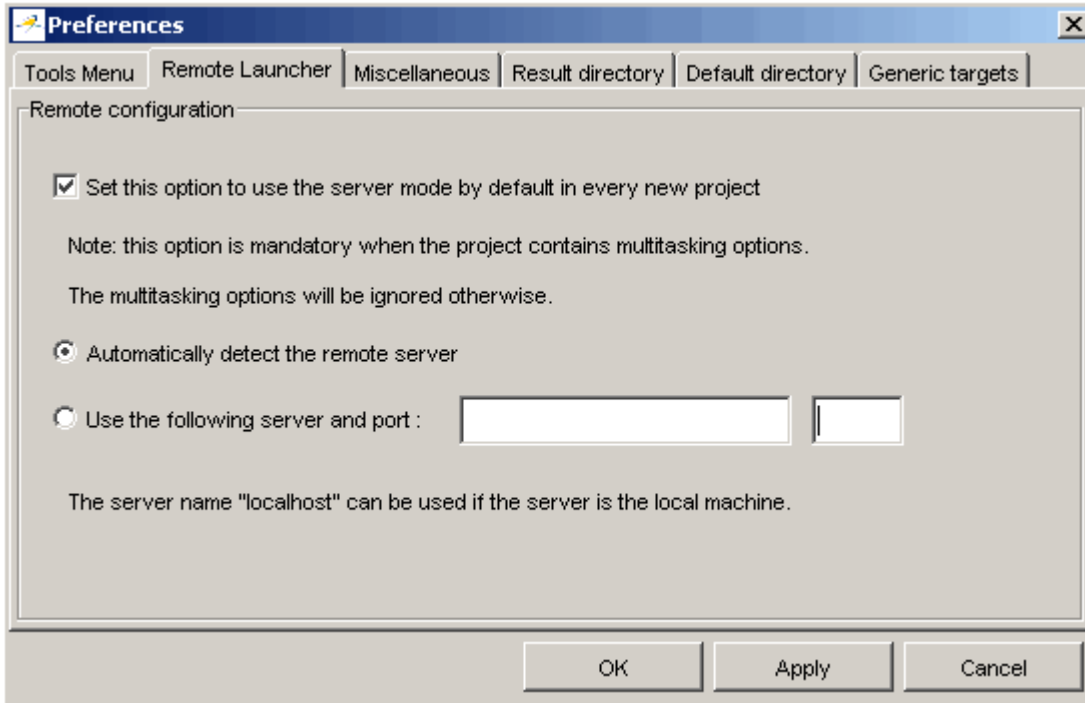 Preferences
Tools Menu Remote Launcher Miscellaneous Result directory Default directory Generic targets
Remote configuration
Set this option to use the server mode by default in every new project
Note: this option is mandatory when the project contains multitasking options.
The multitasking options will be ignored otherwise.
Automatically detect the remote server
Use the following server and port :
The server name "localhost" can be used if the server is the local machine.
OK Apply Cancel